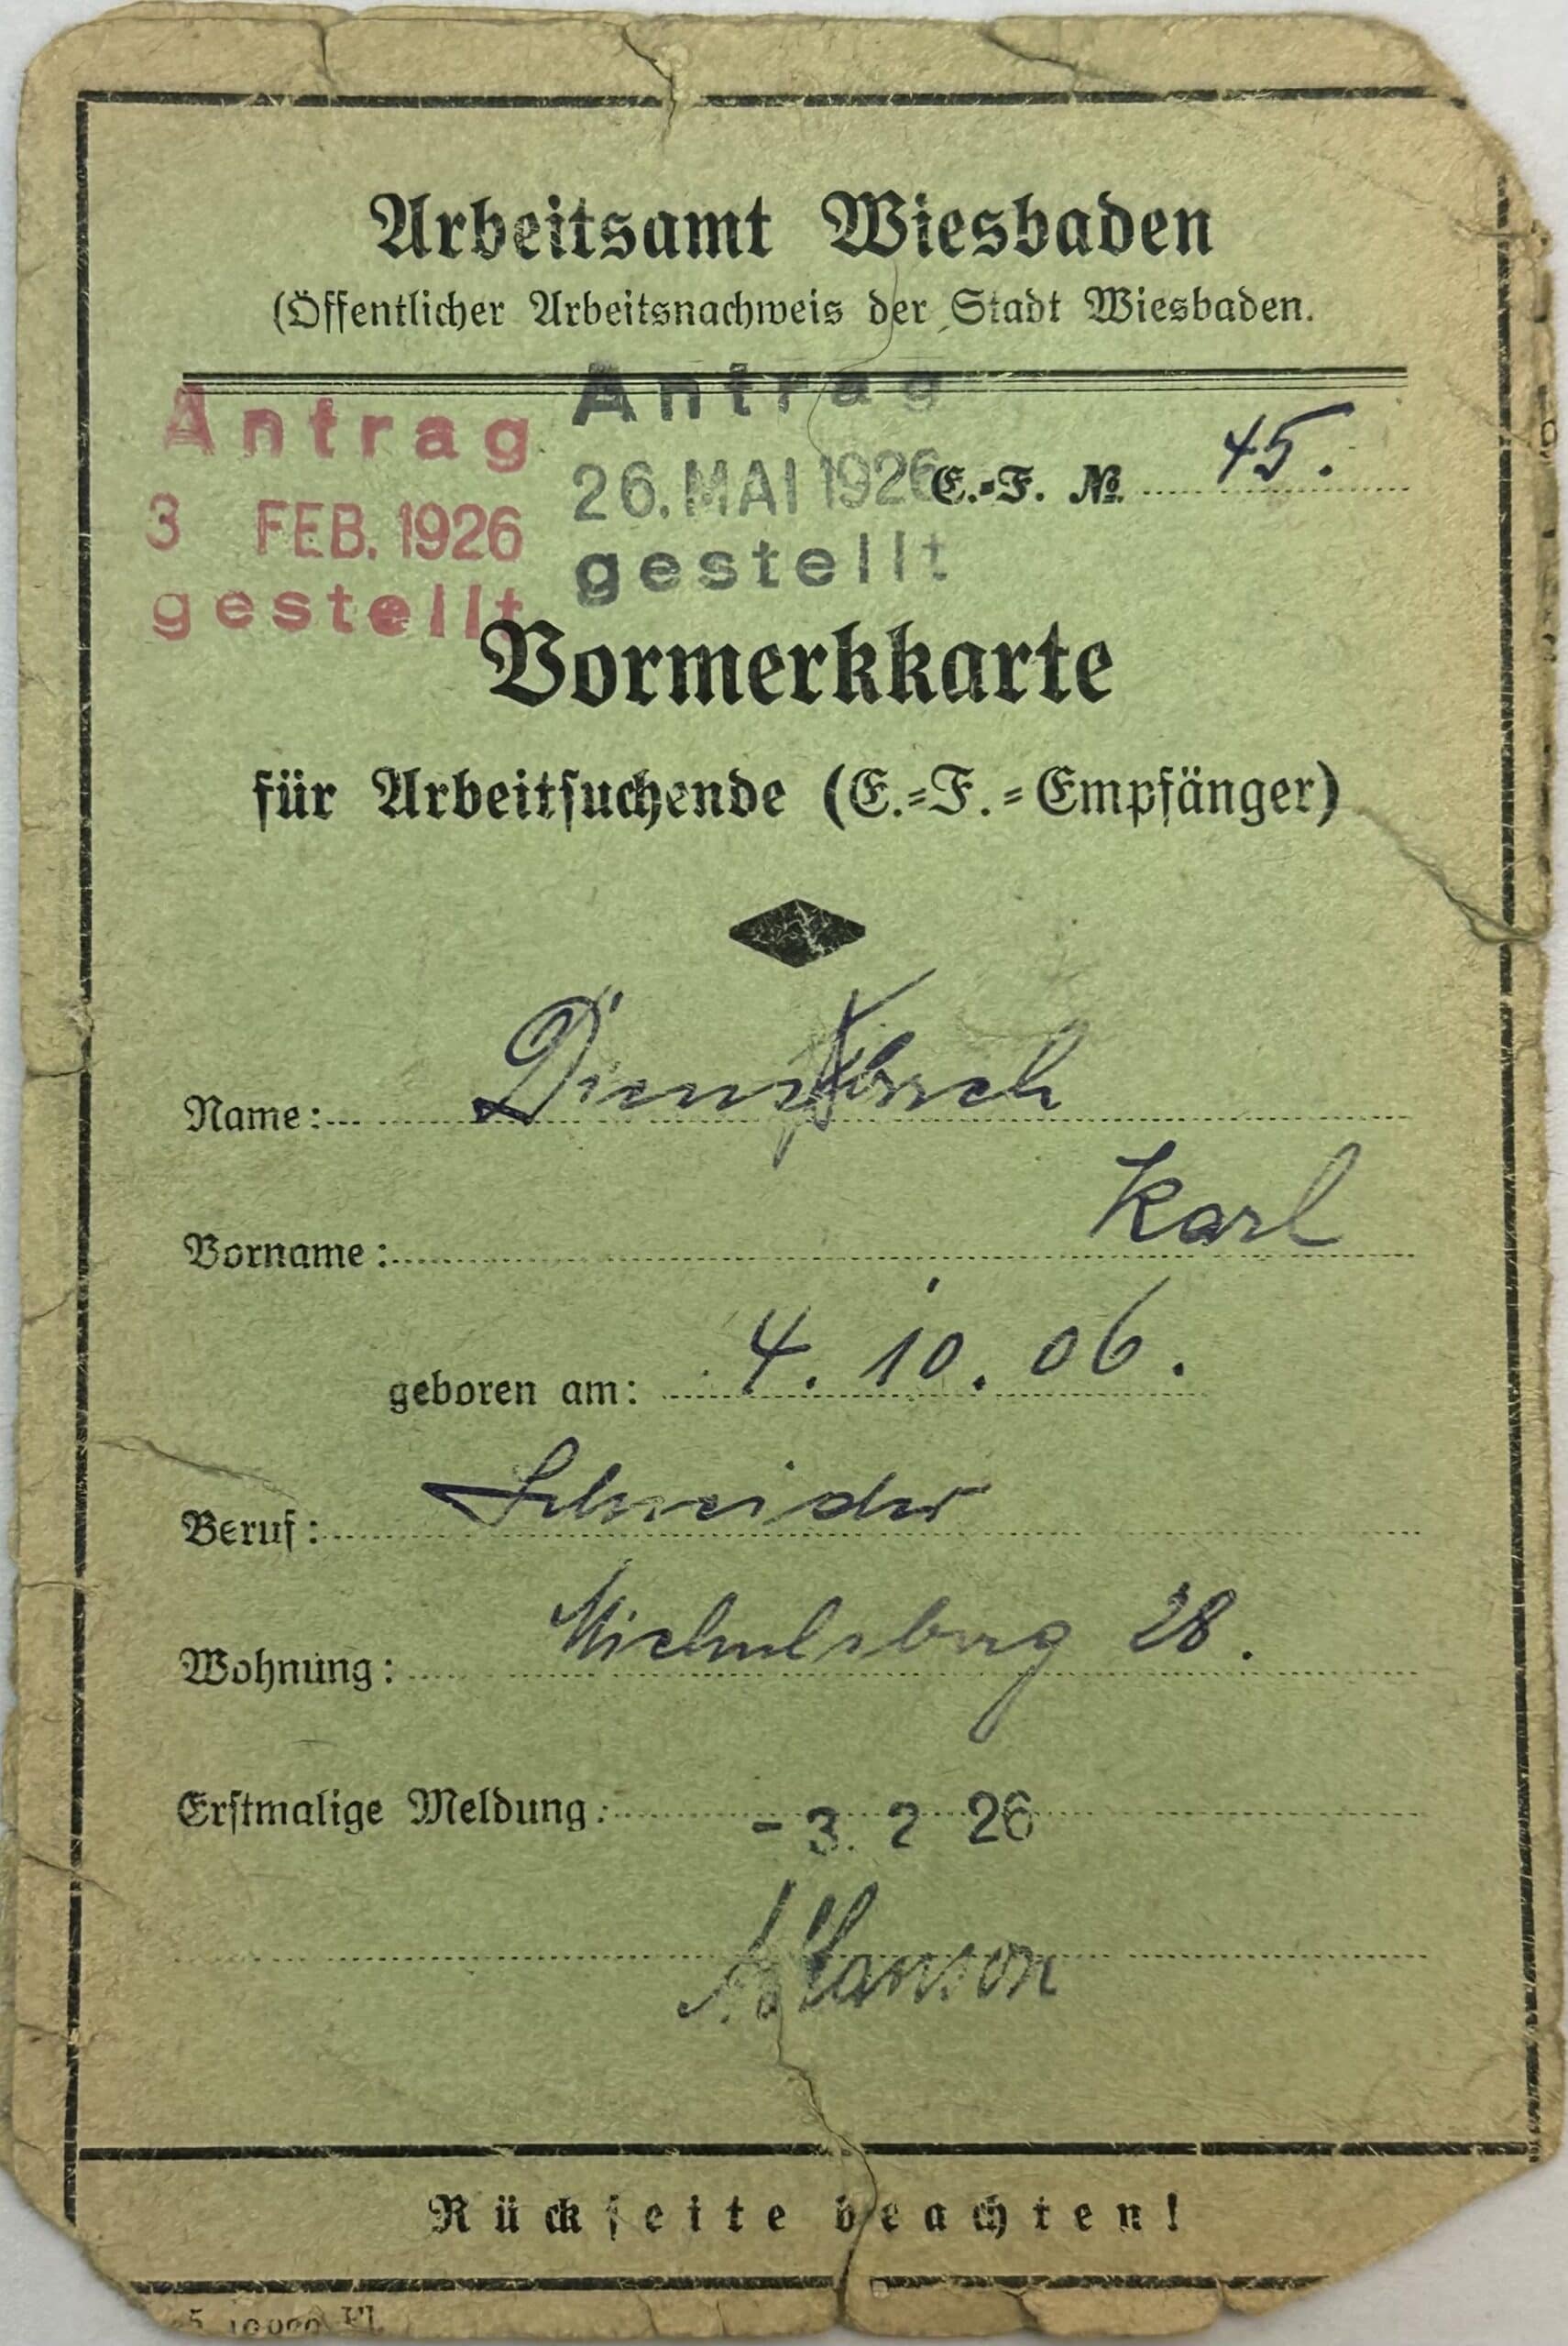 Arbeitsamt Wiesbaden
(Öffentlicher Arbeitsnachweis der Stadt Wiesbaden.
Antrag
3 FEB. 1926
gestellt
Antrag
26. MAI 1926
gestellt
E.-F. № 45.
Vormerkkarte
für Arbeitsuchende (E.-F.-Empfänger)
Name:
Vorname: Karl
geboren am: 4. 10. 06.
Beruf: Schneider
Wohnung: Michelsberg 28.
Erstmalige Meldung: - 3. 2 26
Rückseite beachten!